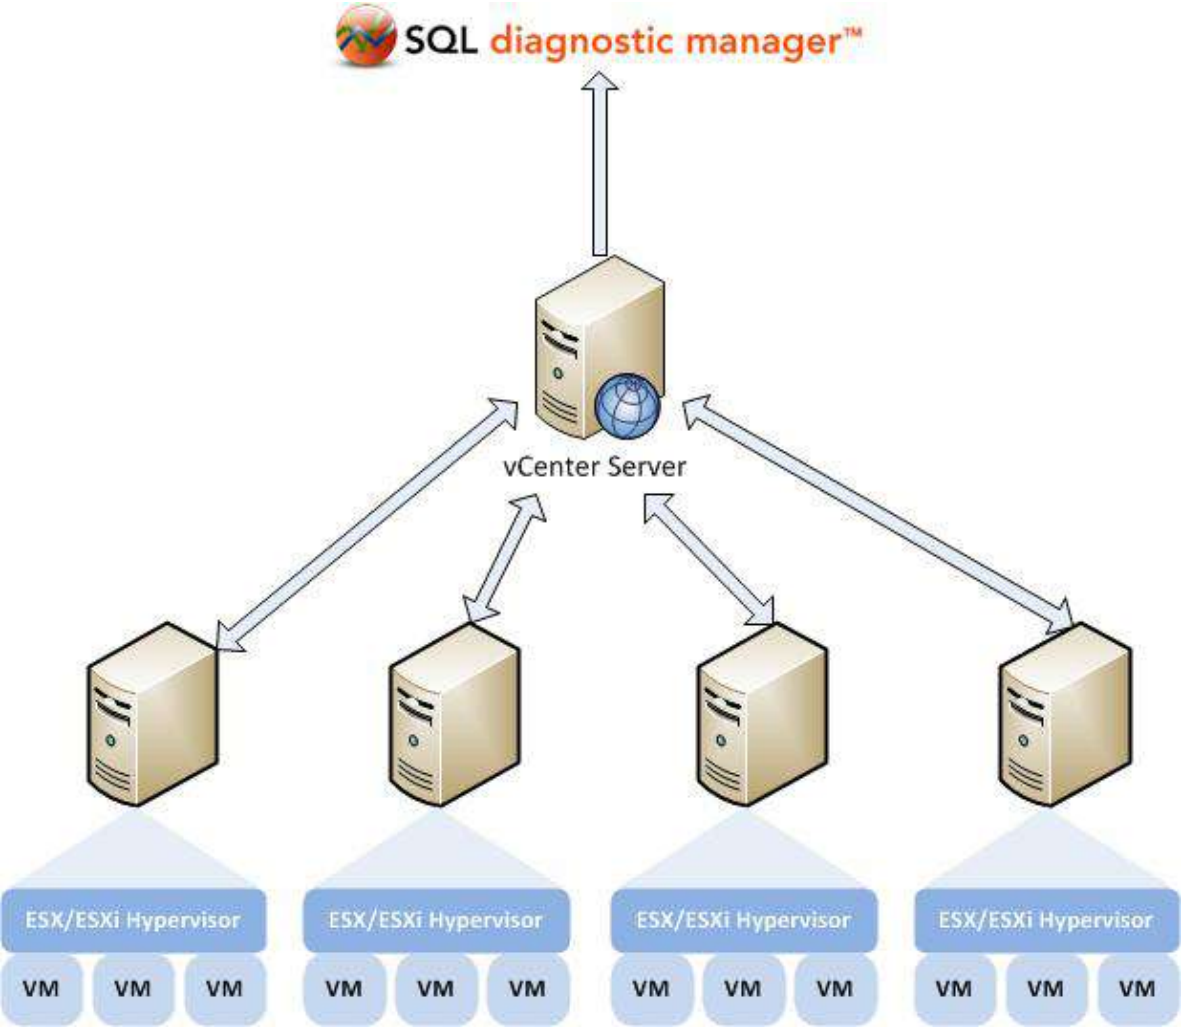 SQL diagnostic manager™
vCenter Server
ESX/ESXi Hypervisor ESX/ESXi Hypervisor ESX/ESXi Hypervisor ESX/ESXi Hypervisor
VM VM VM VM VM VM VM VM VM VM VM VM